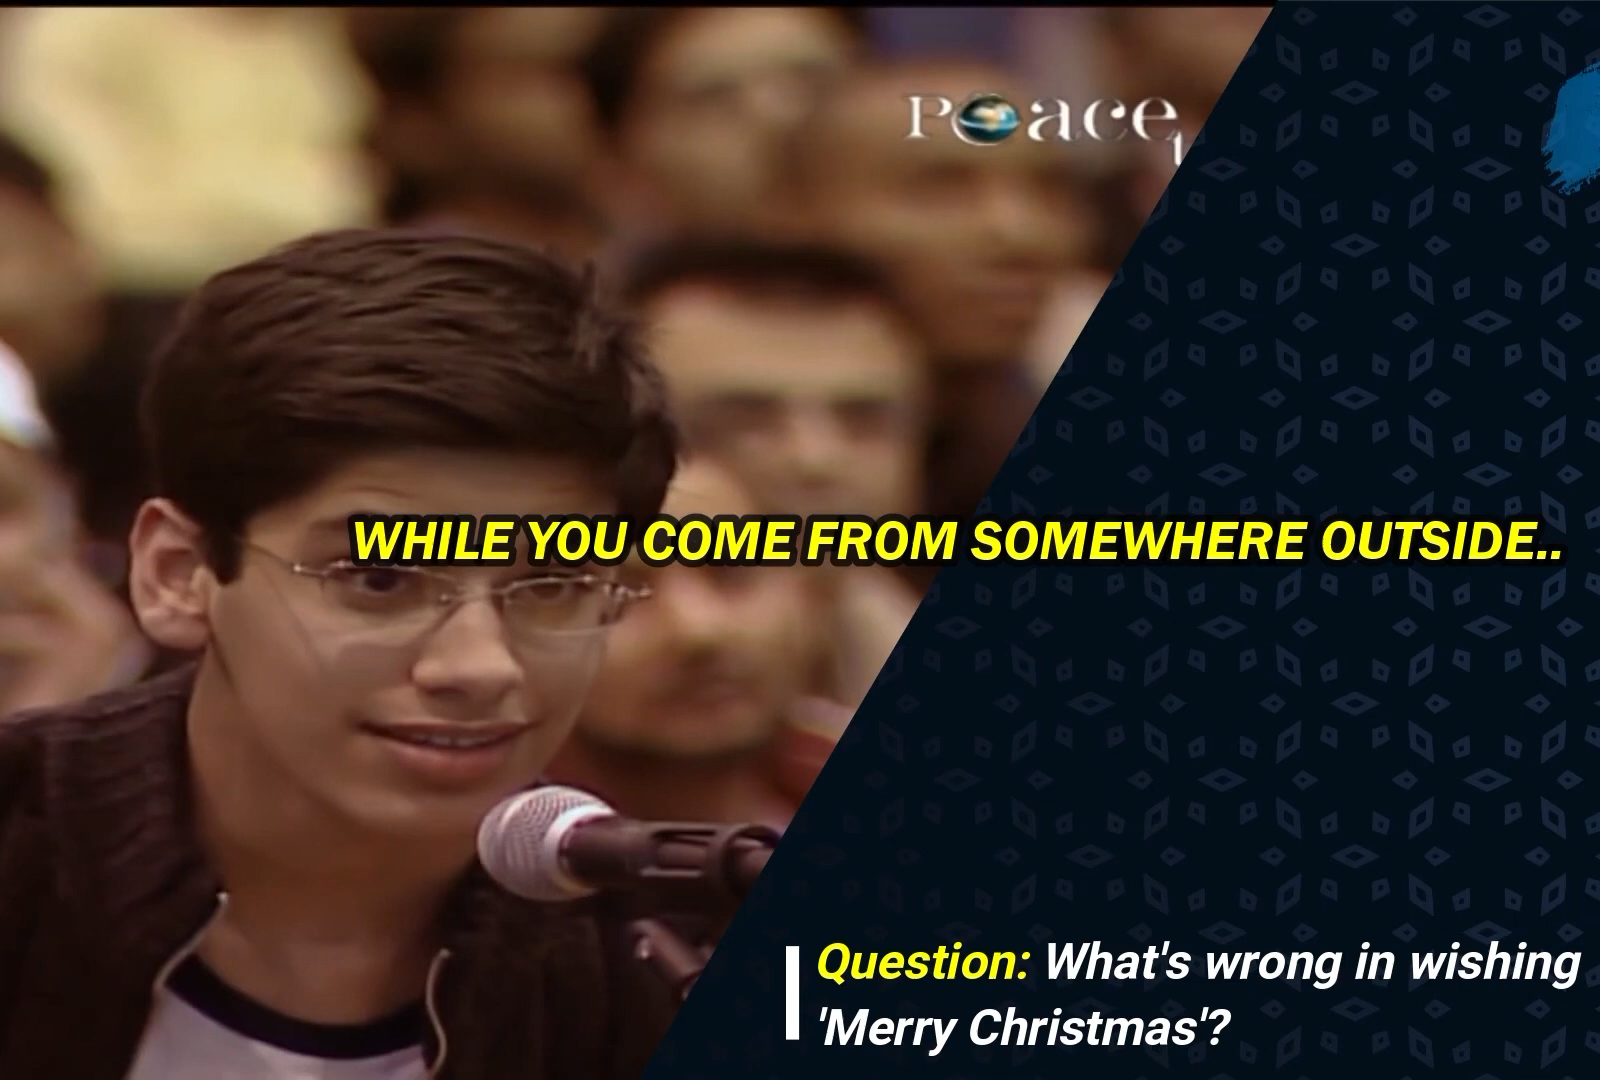 Peace
WHILE YOU COME FROM SOMEWHERE OUTSIDE..
Question: What's wrong in wishing
'Merry Christmas'?